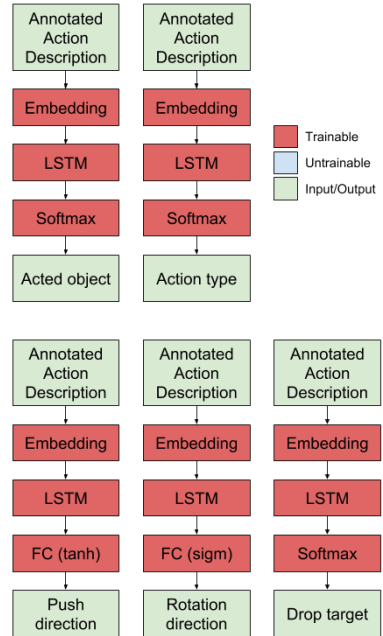 Annotated
Action
Description
Embedding
LSTM
Softmax
Acted object
Annotated
Action
Description
Embedding
LSTM
Softmax
Action type
Trainable
Untrainable
Input/Output
Annotated
Action
Description
Embedding
LSTM
FC (tanh)
Push
direction
Annotated
Action
Description
Embedding
LSTM
FC (sigm)
Rotation
direction
Annotated
Action
Description
Embedding
LSTM
Softmax
Drop target